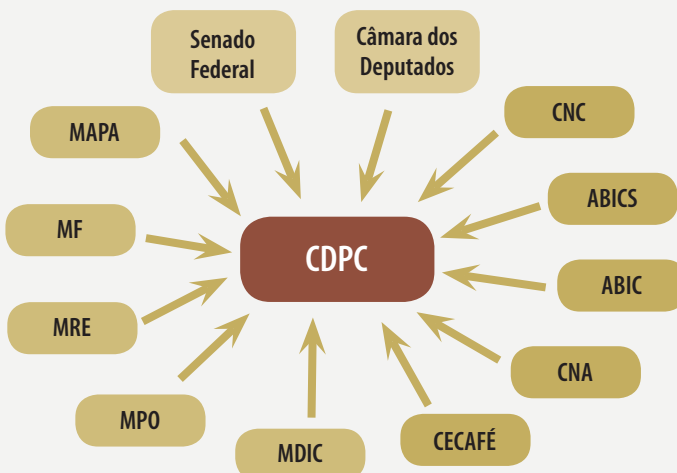 Senado
Federal
Câmara dos
Deputados
MAPA
CNC
MF
ABICS
CDPC
MRE
ABIC
MPO
CNA
MDIC
CECAFÉ